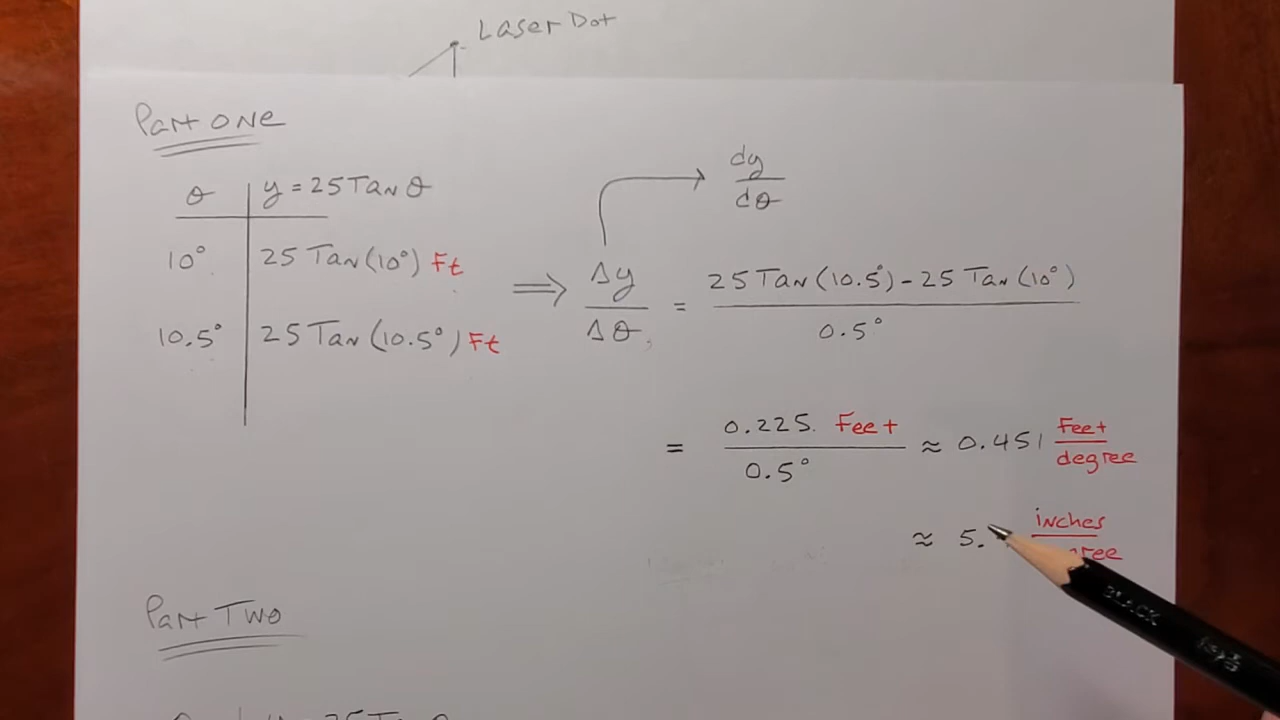 Laser Dot
Part One
θ y = 25 Tan θ
10° 25 Tan(10°) Ft
10.5° 25 Tan(10.5°) Ft
dy
dθ
⇒ Δy/Δθ = 25 Tan(10.5°) - 25 Tan(10°)
0.5°
= 0.225 Feet / 0.5° ≈ 0.451 Feet/degree
≈ 5. inches
Part Two